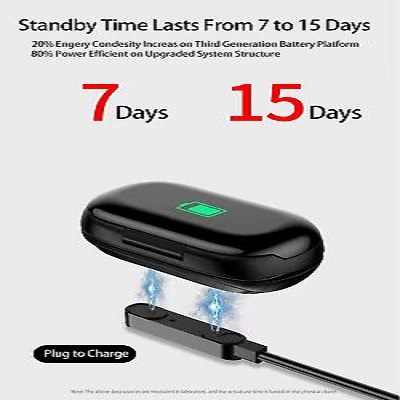 Standby Time Lasts From 7 to 15 Days
20% Engery Condesity Increas on Third Generation Battery Platform
80% Power Efficient on Upgraded System Structure
7 Days 15 Days
Plug to Charge